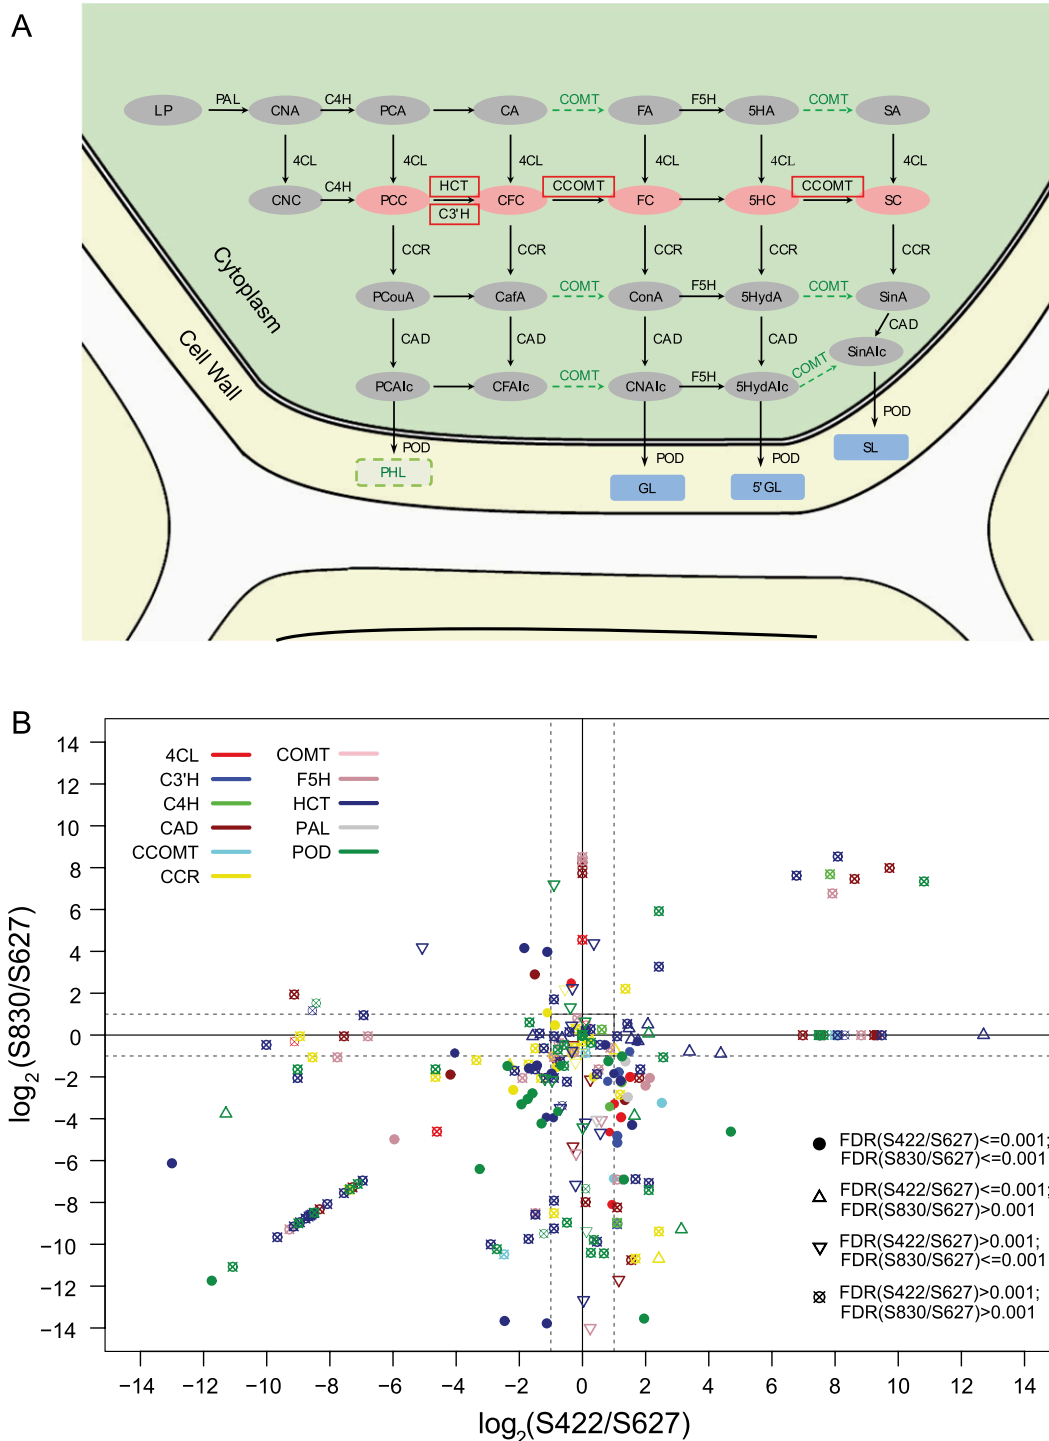 A
LP PAL CNA C4H PCA CA COMT FA F5H 5HA COMT SA
4CL 4CL 4CL 4CL 4CL 4CL
CNC C4H PCC HCT C3'H CFC CCOMT FC 5HC CCOMT SC
CCR CCR CCR CCR CCR
PCouA CafA COMT ConA F5H 5HydA COMT SinA
CAD CAD CAD CAD CAD
PCAlc CFAlc COMT CNAlc F5H 5HydAlc COMT SinAlc
POD POD POD POD
PHL GL 5'GL SL
Cytoplasm
Cell Wall
B
4CL COMT
C3'H F5H
C4H HCT
CAD PAL
CCOMT POD
CCR
14
12
10
8
6
4
2
0
−2
−4
−6
−8
−10
−12
−14
log2(S830/S627)
FDR(S422/S627)<=0.001;
FDR(S830/S627)<=0.001
FDR(S422/S627)<=0.001;
FDR(S830/S627)>0.001
FDR(S422/S627)>0.001;
FDR(S830/S627)<=0.001
FDR(S422/S627)>0.001;
FDR(S830/S627)>0.001
−14 −12 −10 −8 −6 −4 −2 0 2 4 6 8 10 12 14
log2(S422/S627)